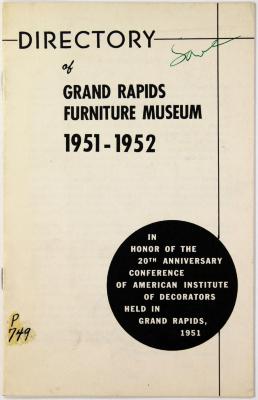 DIRECTORY
Save
of
GRAND RAPIDS
FURNITURE MUSEUM
1951-1952
IN
HONOR OF THE
20TH ANNIVERSARY
CONFERENCE
OF AMERICAN INSTITUTE
OF DECORATORS
HELD IN
GRAND RAPIDS,
1951
P
749